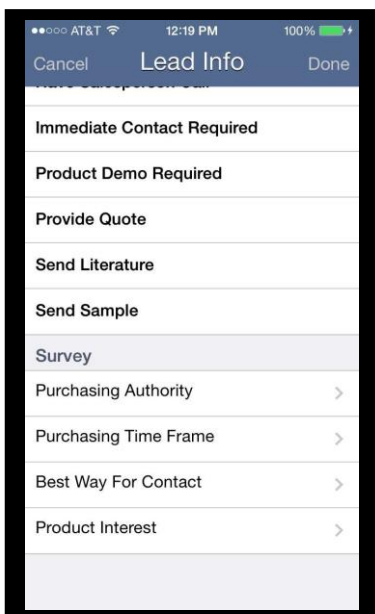 AT&T 12:19 PM 100%
Cancel Lead Info Done
Immediate Contact Required
Product Demo Required
Provide Quote
Send Literature
Send Sample
Survey
Purchasing Authority
Purchasing Time Frame
Best Way For Contact
Product Interest